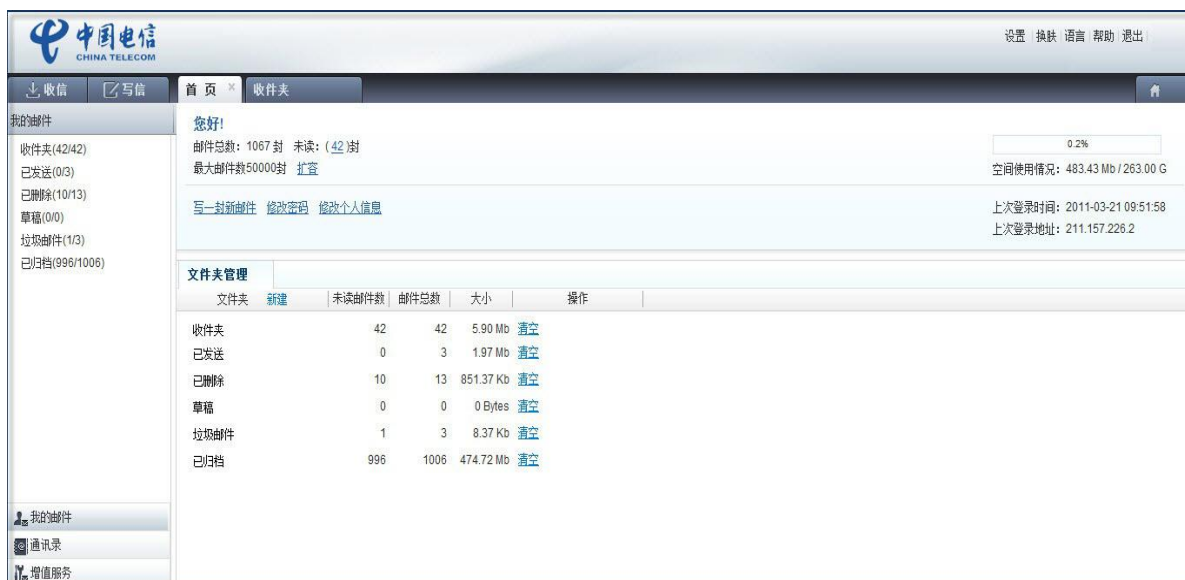 中国电信
CHINA TELECOM
设置 换肤 语言 帮助 退出
收信 写信 首 页 × 收件夹
我的邮件
收件夹(42/42)
已发送(0/3)
已删除(10/13)
草稿(0/0)
垃圾邮件(1/3)
已归档(996/1006)
您好!
邮件总数: 1067 封 未读: ( 42 )封
最大邮件数50000封 扩容
0.2%
空间使用情况: 483.43 Mb / 263.00 G
写一封新邮件 修改密码 修改个人信息
上次登录时间: 2011-03-21 09:51:58
上次登录地址: 211.157.226.2
文件夹管理
文件夹 新建 未读邮件数 邮件总数 大小 操作
收件夹 42 42 5.90 Mb 清空
已发送 0 3 1.97 Mb 清空
已删除 10 13 851.37 Kb 清空
草稿 0 0 0 Bytes 清空
垃圾邮件 1 3 8.37 Kb 清空
已归档 996 1006 474.72 Mb 清空
我的邮件
通讯录
增值服务